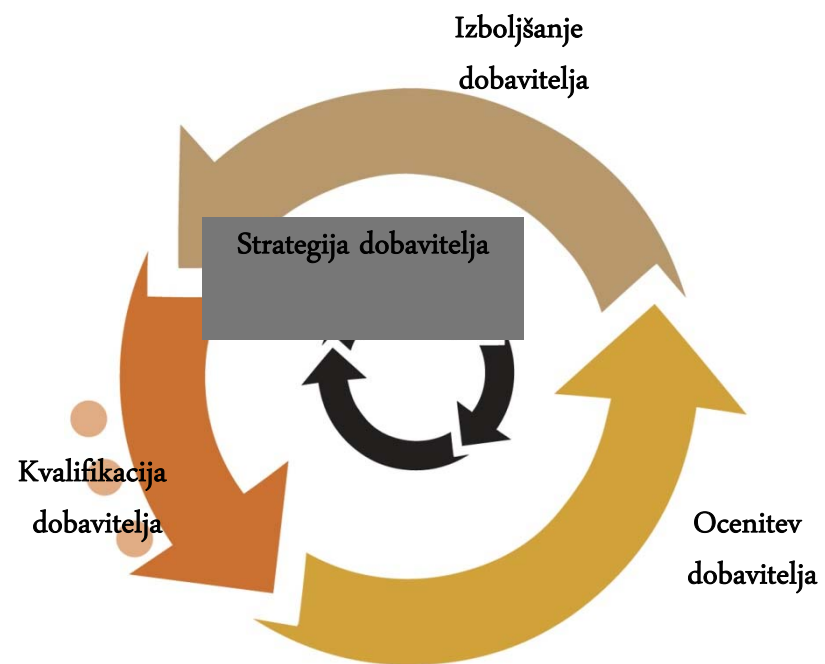 Izboljšanje
dobavitelja
Strategija dobavitelja
Kvalifikacija
dobavitelja
Ocenitev
dobavitelja